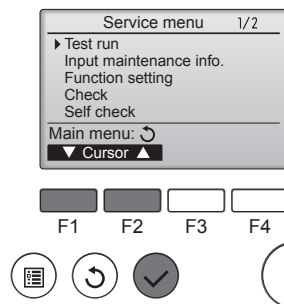 Service menu 1/2
Test run
Input maintenance info.
Function setting
Check
Self check
Main menu:
Cursor
F1 F2 F3 F4